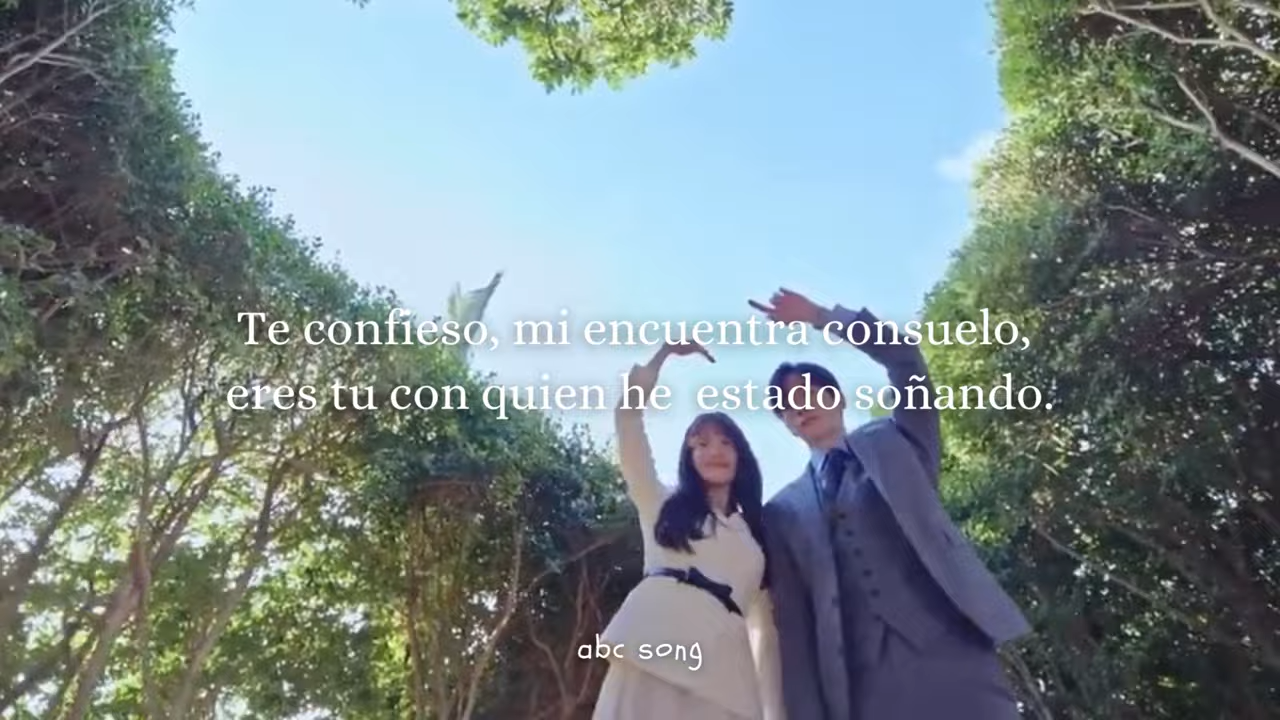 Te confieso, mi encuentra consuelo,
eres tu con quien he  estado soñando.
abc song